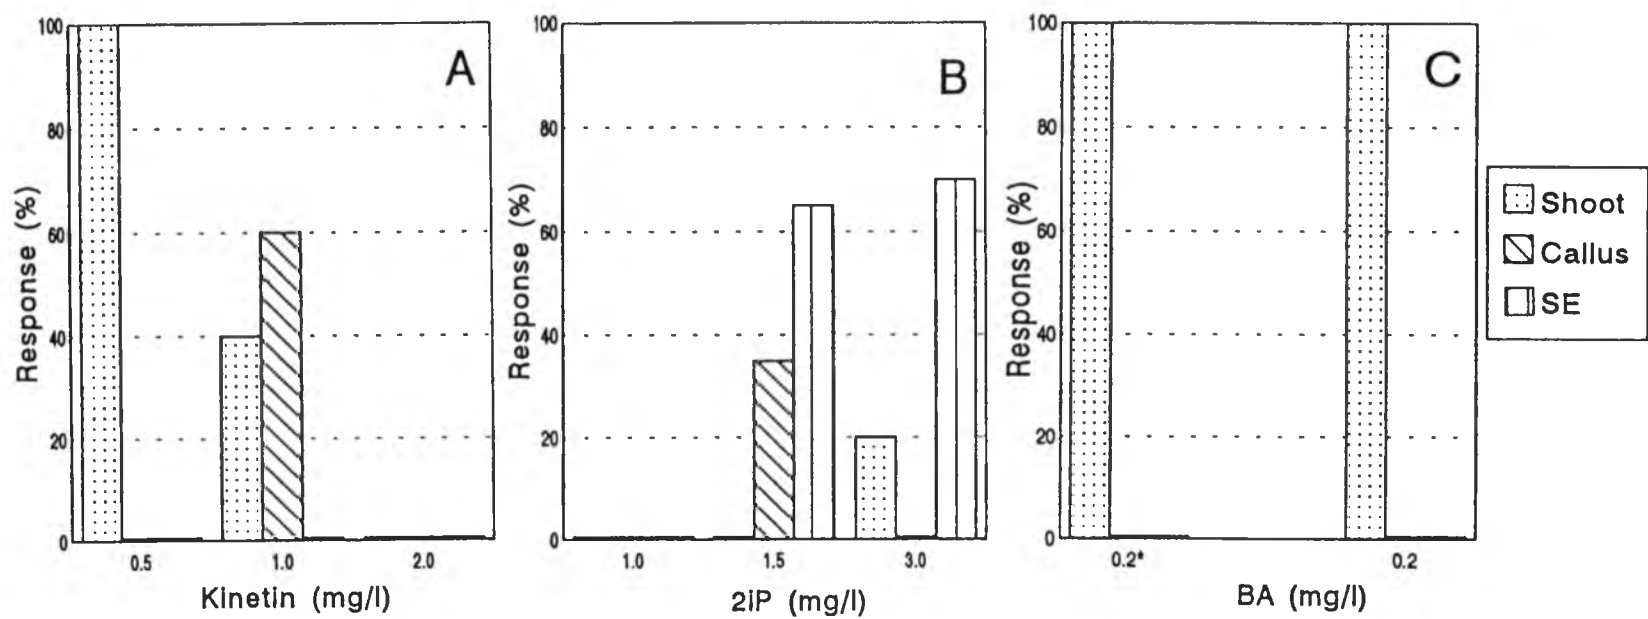 A
Response (%)
100
80
60
40
20
0
0.5 1.0 2.0
Kinetin (mg/l)
B
Response (%)
100
80
60
40
20
0
1.0 1.5 3.0
2iP (mg/l)
C
Response (%)
100
80
60
40
20
0
0.2* 0.2
BA (mg/l)
Shoot
Callus
SE